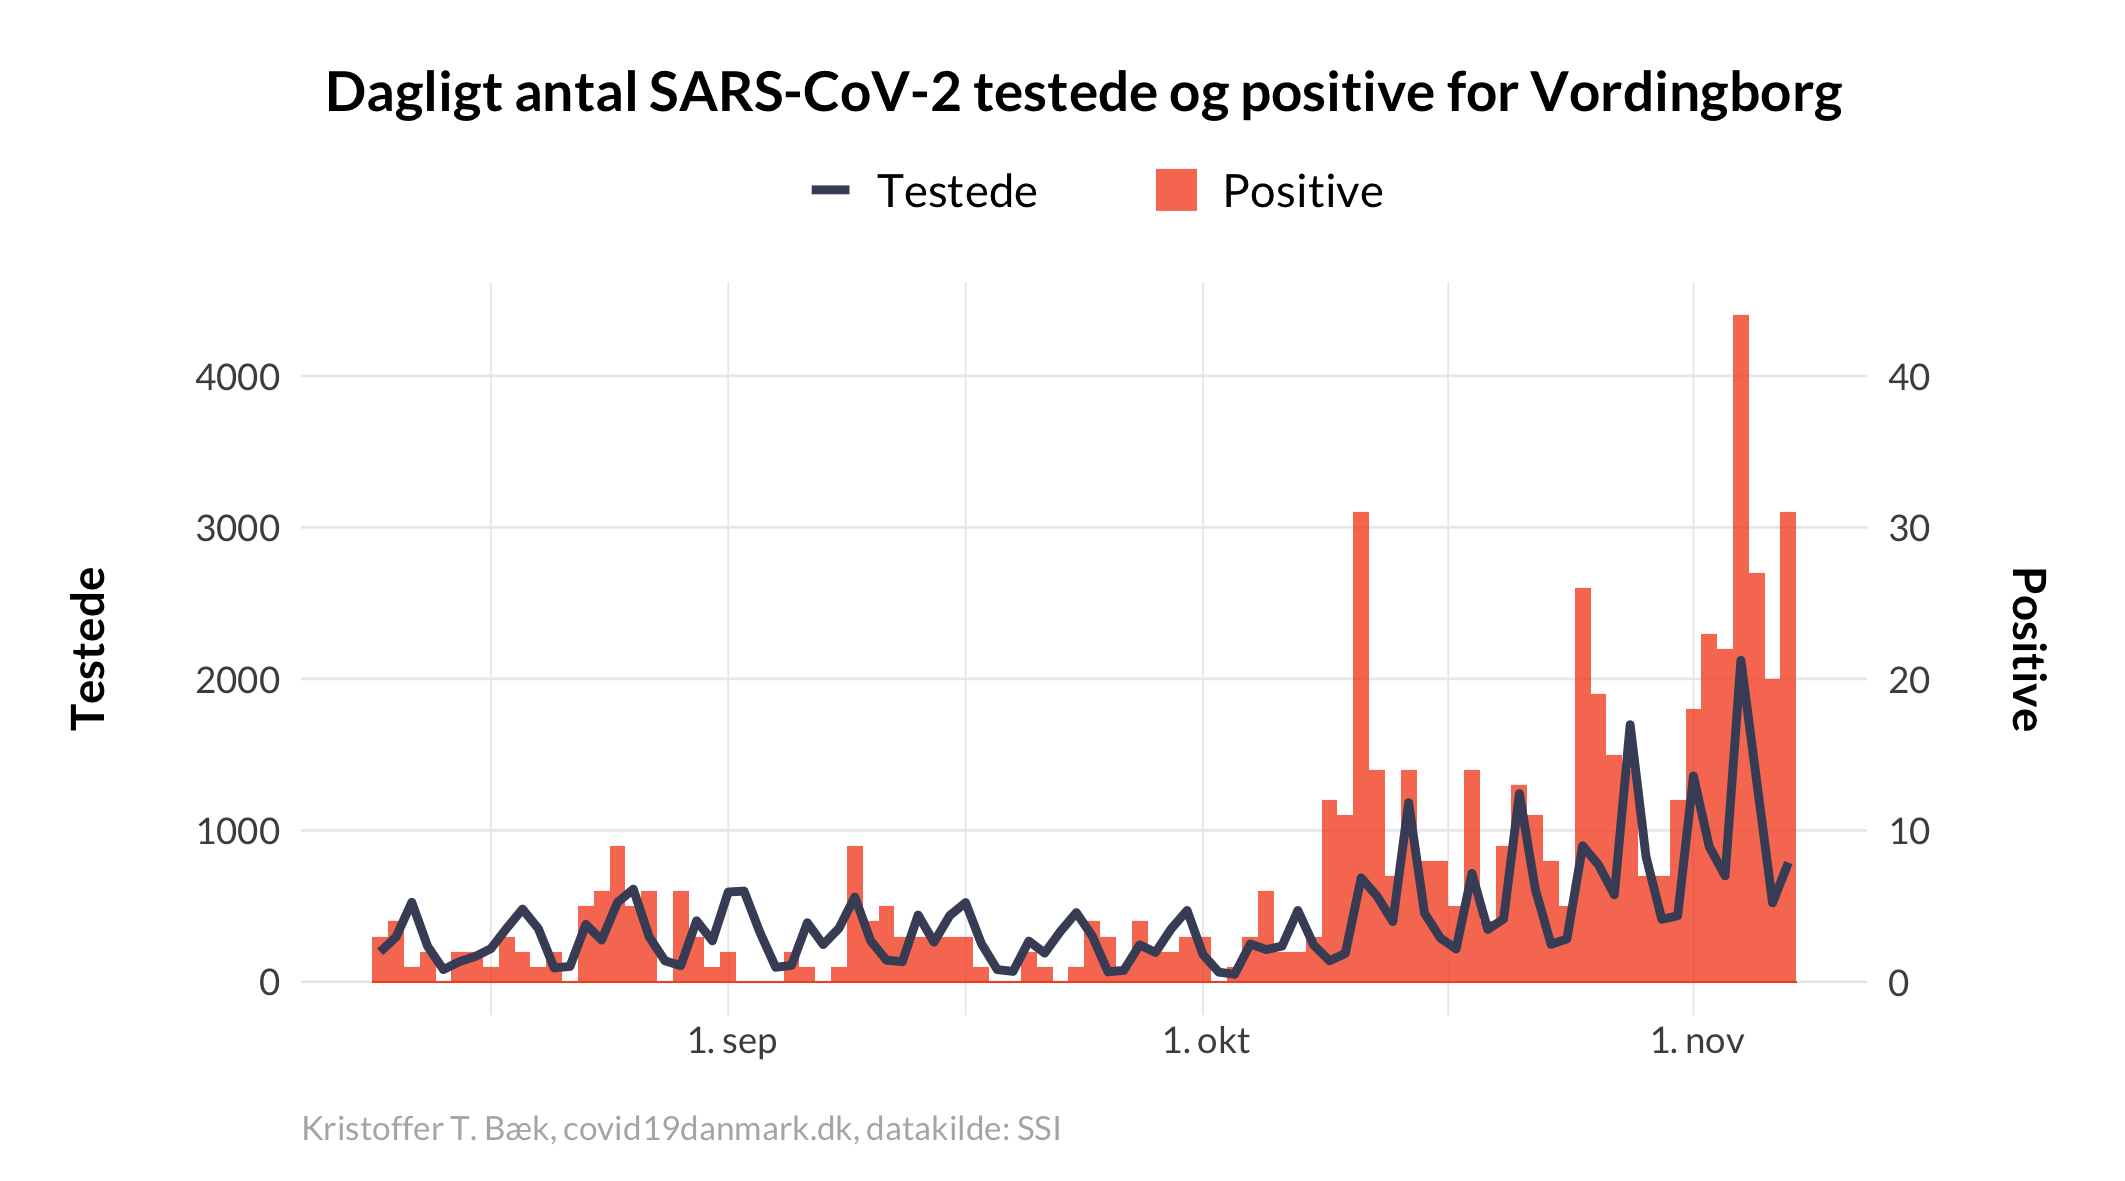 Dagligt antal SARS-CoV-2 testede og positive for Vordingborg
Testede
Positive
4000
3000
2000
1000
0
Testede
40
30
20
10
0
Positive
1. sep
1. okt
1. nov
Kristoffer T. Bæk, covid19danmark.dk, datakilde: SSI